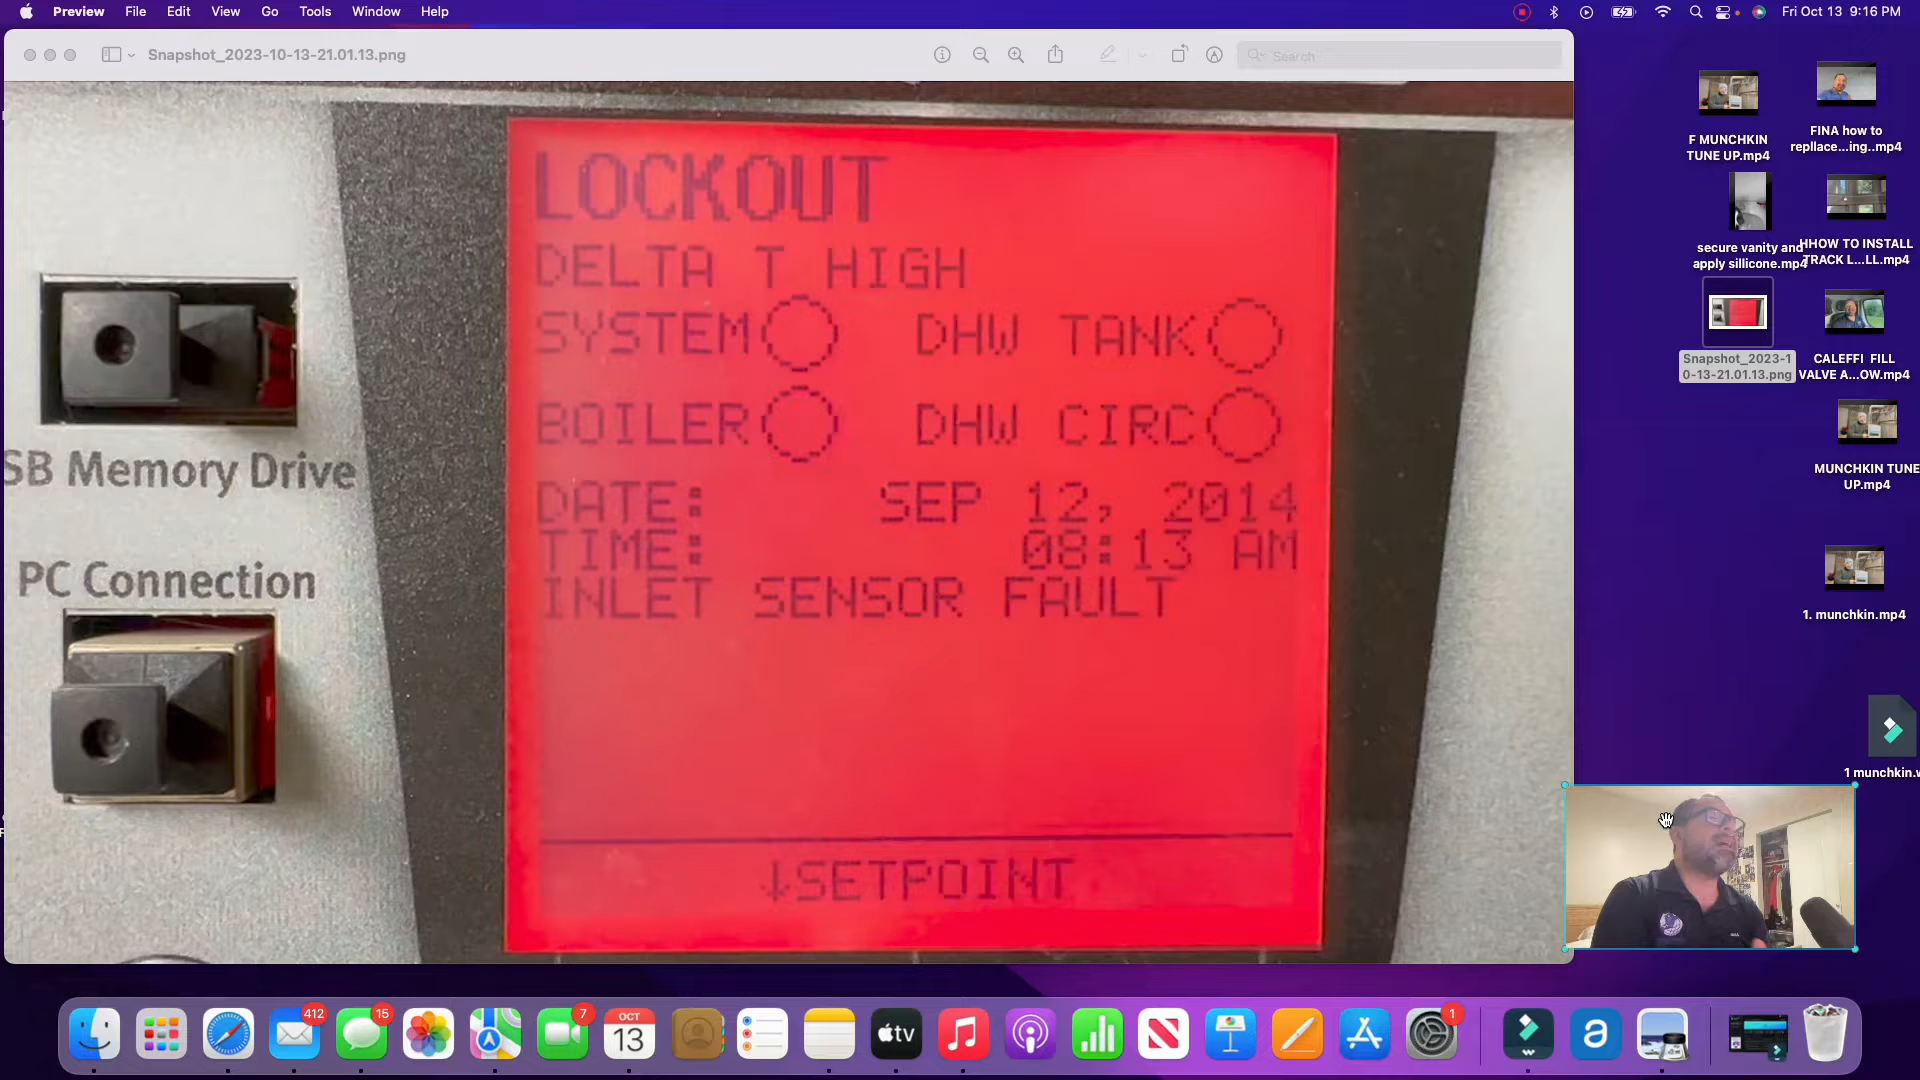 Preview File Edit View Go Tools Window Help
Fri Oct 13 9:16 PM
Snapshot_2023-10-13-21.01.13.png
Search
LOCKOUT
DELTA T HIGH
SYSTEM DHW TANK
BOILER DHW CIRC
DATE: SEP 12, 2014
TIME: 08:13 AM
INLET SENSOR FAULT
↓SETPOINT
SB Memory Drive
PC Connection
F MUNCHKIN
TUNE UP.mp4
FINA how to
repllace...ing..mp4
secure vanity and
apply sillicone.mp4
HHOW TO INSTALL
TRACK L...LL.mp4
Snapshot_2023-1
0-13-21.01.13.png
CALEFFI FILL
VALVE A...OW.mp4
MUNCHKIN TUNE
UP.mp4
1. munchkin.mp4
1 munchkin.w
412
15
7
OCT
13
tv
1
a